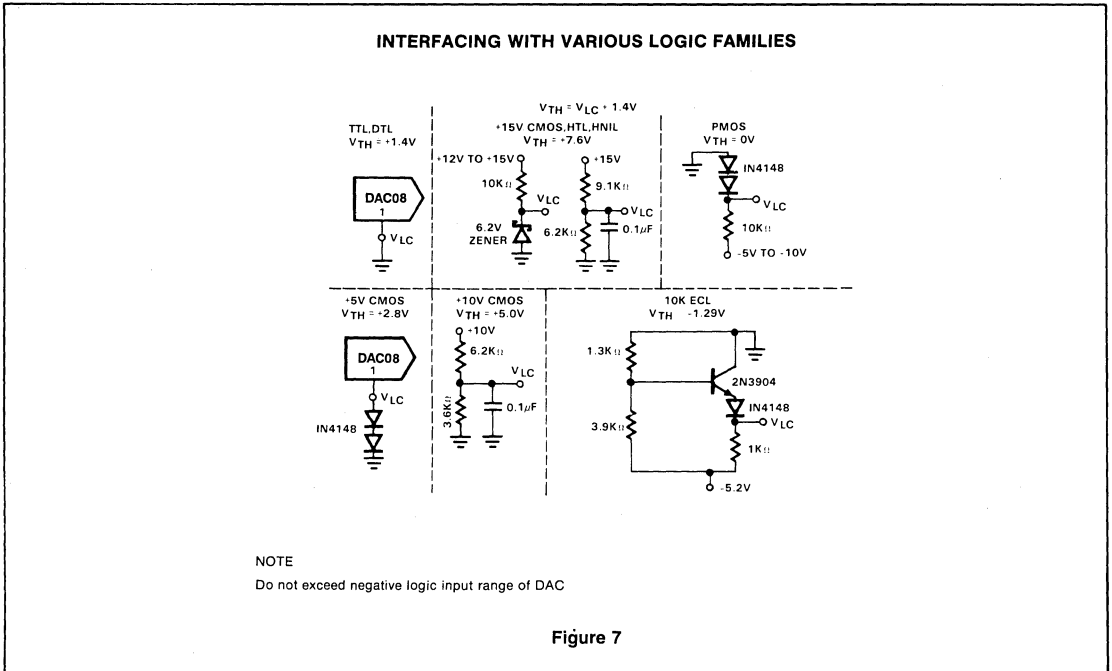 INTERFACING WITH VARIOUS LOGIC FAMILIES
VTH = VLC + 1.4V
TTL,DTL
VTH = +1.4V
DAC08
1
VLC
+15V CMOS,HTL,HNIL
VTH = +7.6V
+12V TO +15V
10KΩ
VLC
6.2V
ZENER
+15V
9.1KΩ
VLC
6.2KΩ
0.1μF
PMOS
VTH = 0V
IN4148
VLC
10KΩ
-5V TO -10V
+5V CMOS
VTH = +2.8V
DAC08
1
VLC
IN4148
+10V CMOS
VTH = +5.0V
+10V
6.2KΩ
VLC
3.6KΩ
0.1μF
10K ECL
VTH -1.29V
1.3KΩ
2N3904
IN4148
VLC
3.9KΩ
1KΩ
-5.2V
NOTE
Do not exceed negative logic input range of DAC
Figure 7